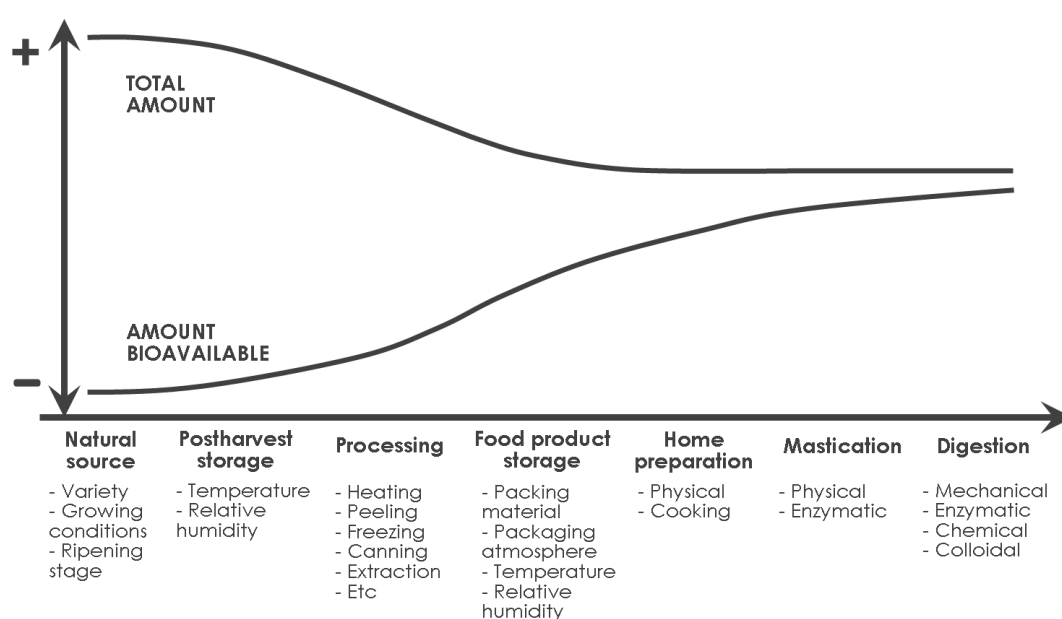 +
TOTAL
AMOUNT
AMOUNT
BIOAVAILABLE
-
Natural
source
- Variety
- Growing
conditions
- Ripening
stage
Postharvest
storage
- Temperature
- Relative
humidity
Processing
- Heating
- Peeling
- Freezing
- Canning
- Extraction
- Etc
Food product
storage
- Packing
material
- Packaging
atmosphere
- Temperature
- Relative
humidity
Home
preparation
- Physical
- Cooking
Mastication
- Physical
- Enzymatic
Digestion
- Mechanical
- Enzymatic
- Chemical
- Colloidal